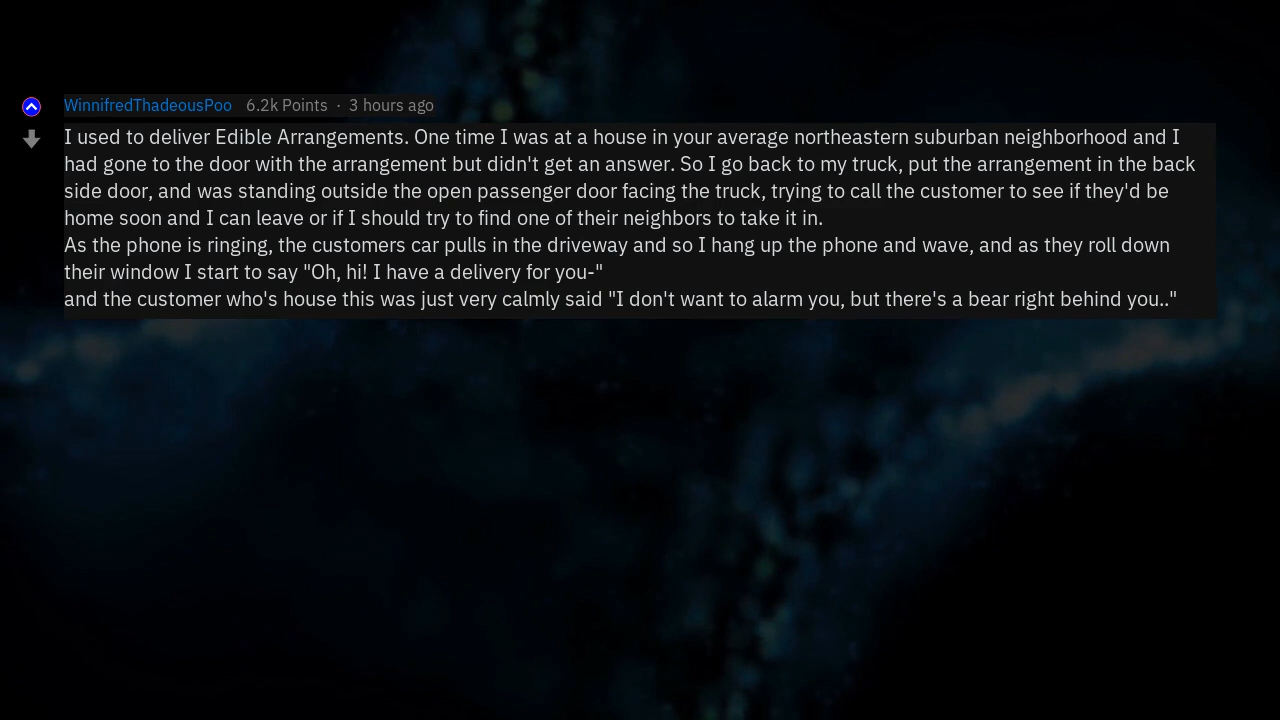 WinnifredThadeousPoo 6.2k Points · 3 hours ago
I used to deliver Edible Arrangements. One time I was at a house in your average northeastern suburban neighborhood and I
had gone to the door with the arrangement but didn't get an answer. So I go back to my truck, put the arrangement in the back
side door, and was standing outside the open passenger door facing the truck, trying to call the customer to see if they'd be
home soon and I can leave or if I should try to find one of their neighbors to take it in.
As the phone is ringing, the customers car pulls in the driveway and so I hang up the phone and wave, and as they roll down
their window I start to say "Oh, hi! I have a delivery for you-"
and the customer who's house this was just very calmly said "I don't want to alarm you, but there's a bear right behind you.."